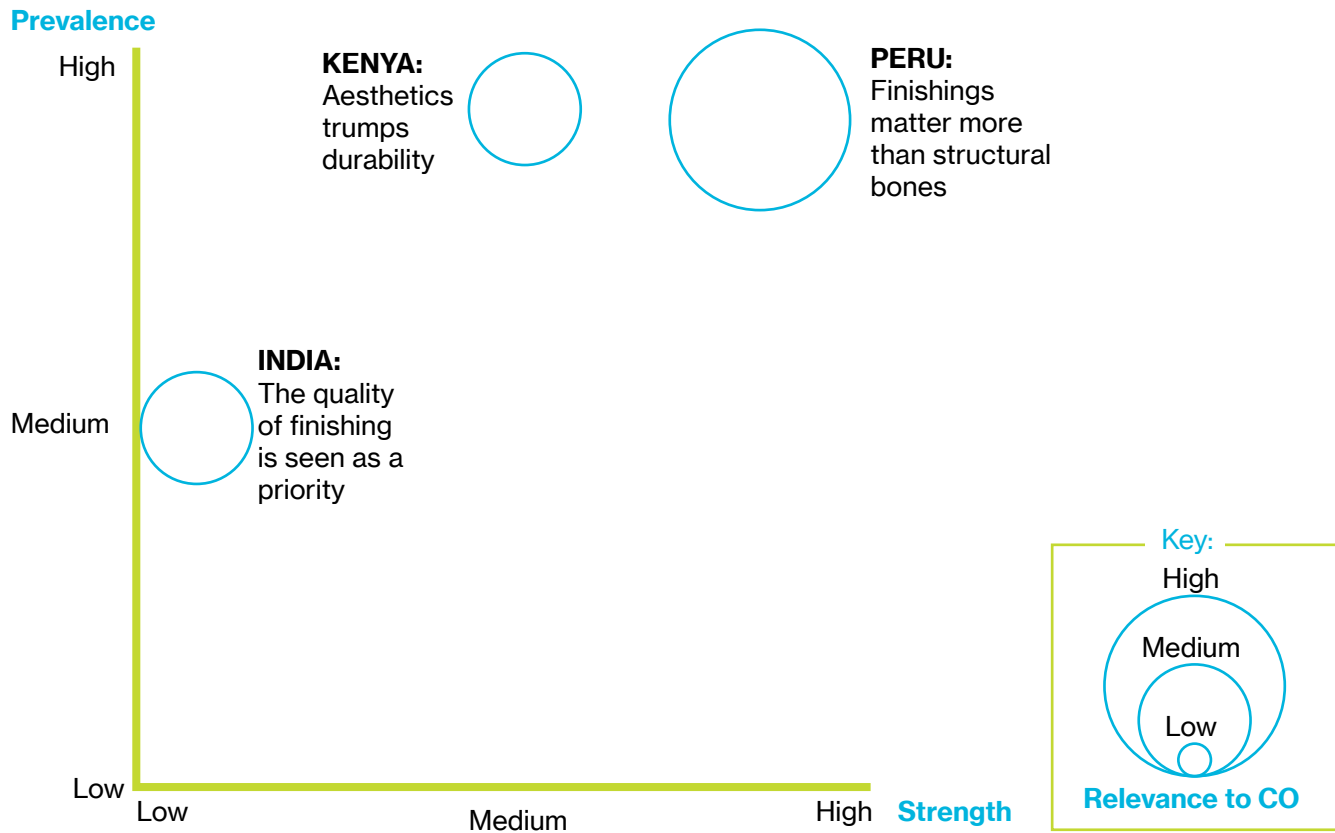 Prevalence
High
KENYA:
Aesthetics
trumps
durability
PERU:
Finishings
matter more
than structural
bones
INDIA:
The quality
of finishing
is seen as a
priority
Medium
Low
Low
Medium
High
Strength
Key:
High
Medium
Low
Relevance to CO